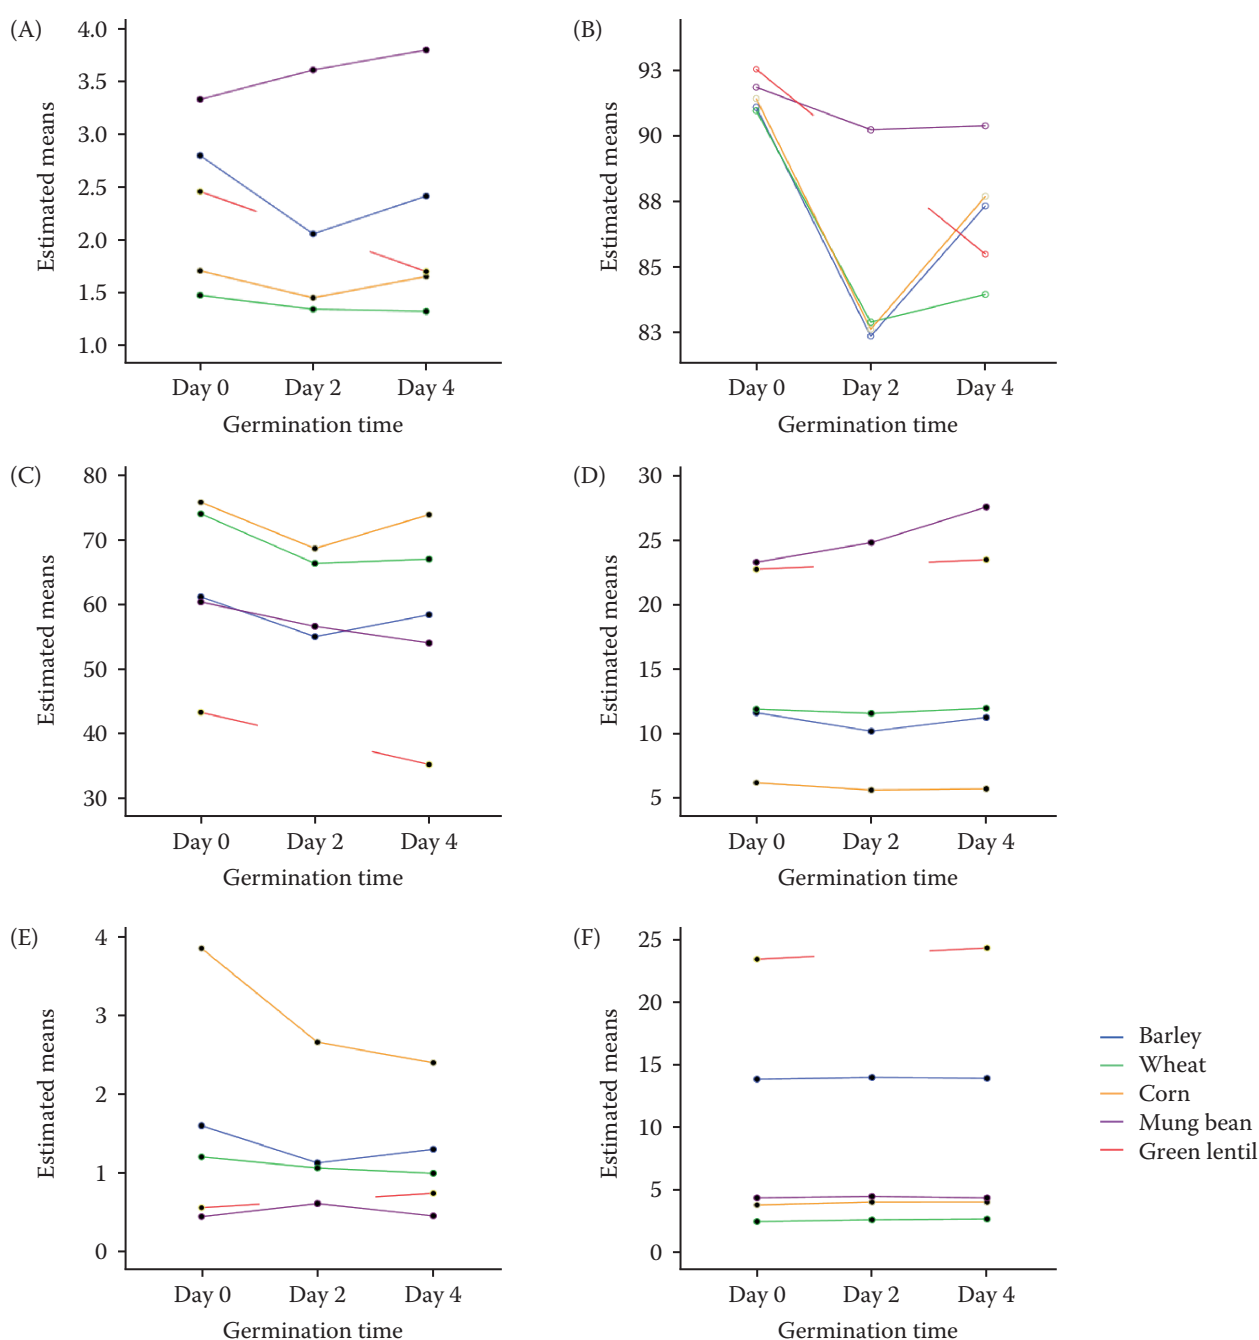 (A)
4.0
3.5
3.0
2.5
2.0
1.5
1.0
Estimated means
Day 0 Day 2 Day 4
Germination time
(B)
93
90
88
85
83
Estimated means
Day 0 Day 2 Day 4
Germination time
(C)
80
70
60
50
40
30
Estimated means
Day 0 Day 2 Day 4
Germination time
(D)
30
25
20
15
10
5
Estimated means
Day 0 Day 2 Day 4
Germination time
(E)
4
3
2
1
0
Estimated means
Day 0 Day 2 Day 4
Germination time
(F)
25
20
15
10
5
0
Estimated means
Day 0 Day 2 Day 4
Germination time
Barley
Wheat
Corn
Mung bean
Green lentil